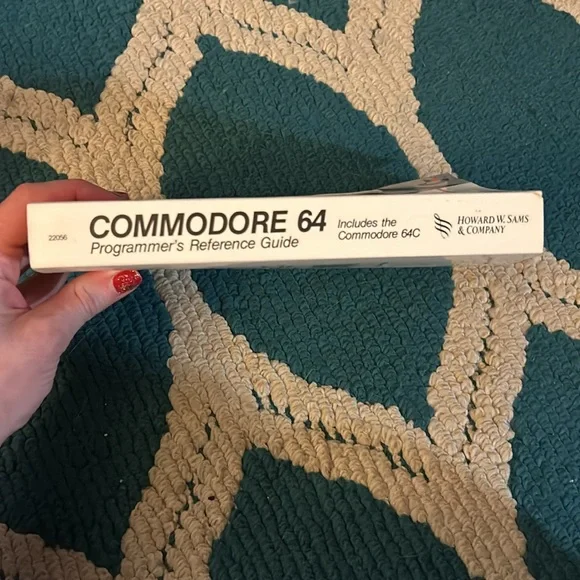 22056
COMMODORE 64
Programmer's Reference Guide
Includes the
Commodore 64C
HOWARD W. SAMS
& COMPANY